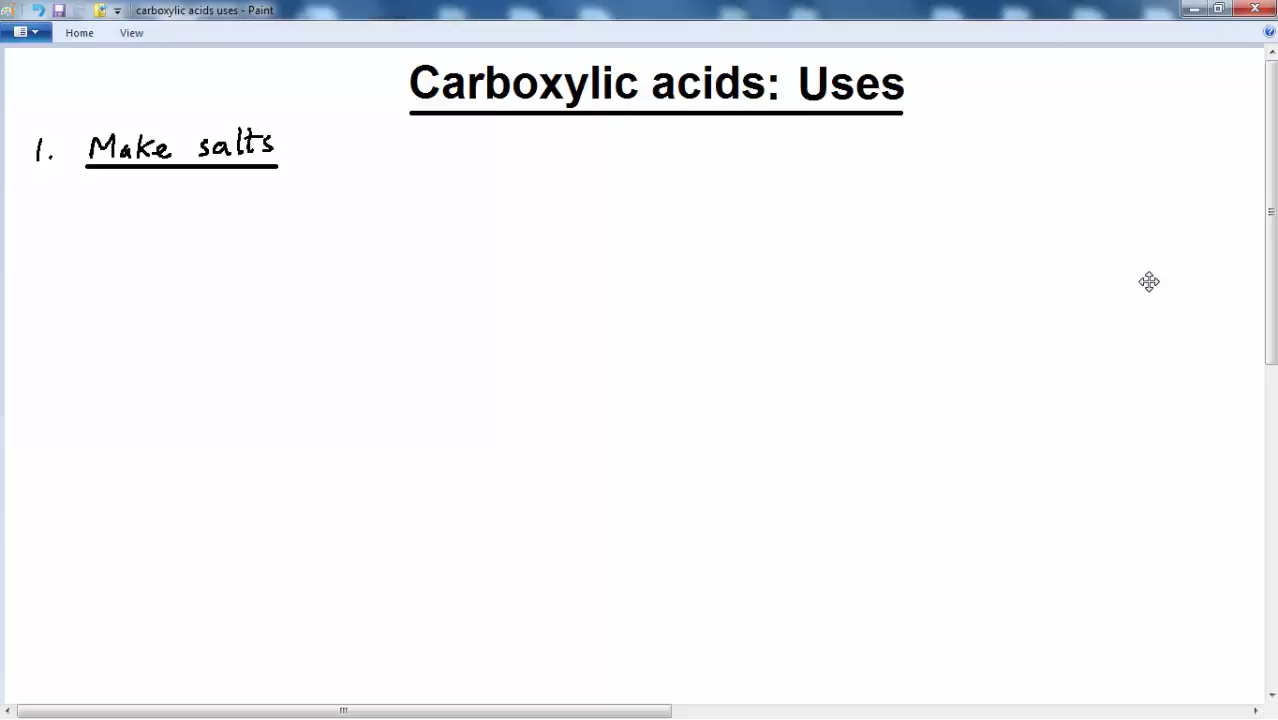 carboxylic acids uses - Paint
Home View
Carboxylic acids: Uses
1. Make salts